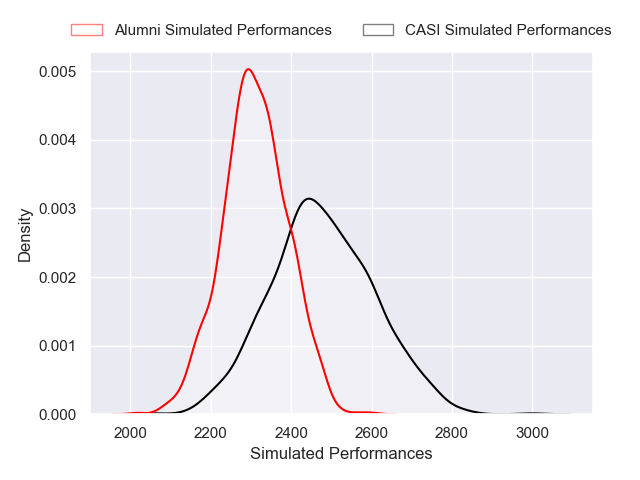 Alumni Simulated Performances CASI Simulated Performances
0.005
0.004
0.003
0.002
0.001
0.000
Density
2000 2200 2400 2600 2800 3000
Simulated Performances